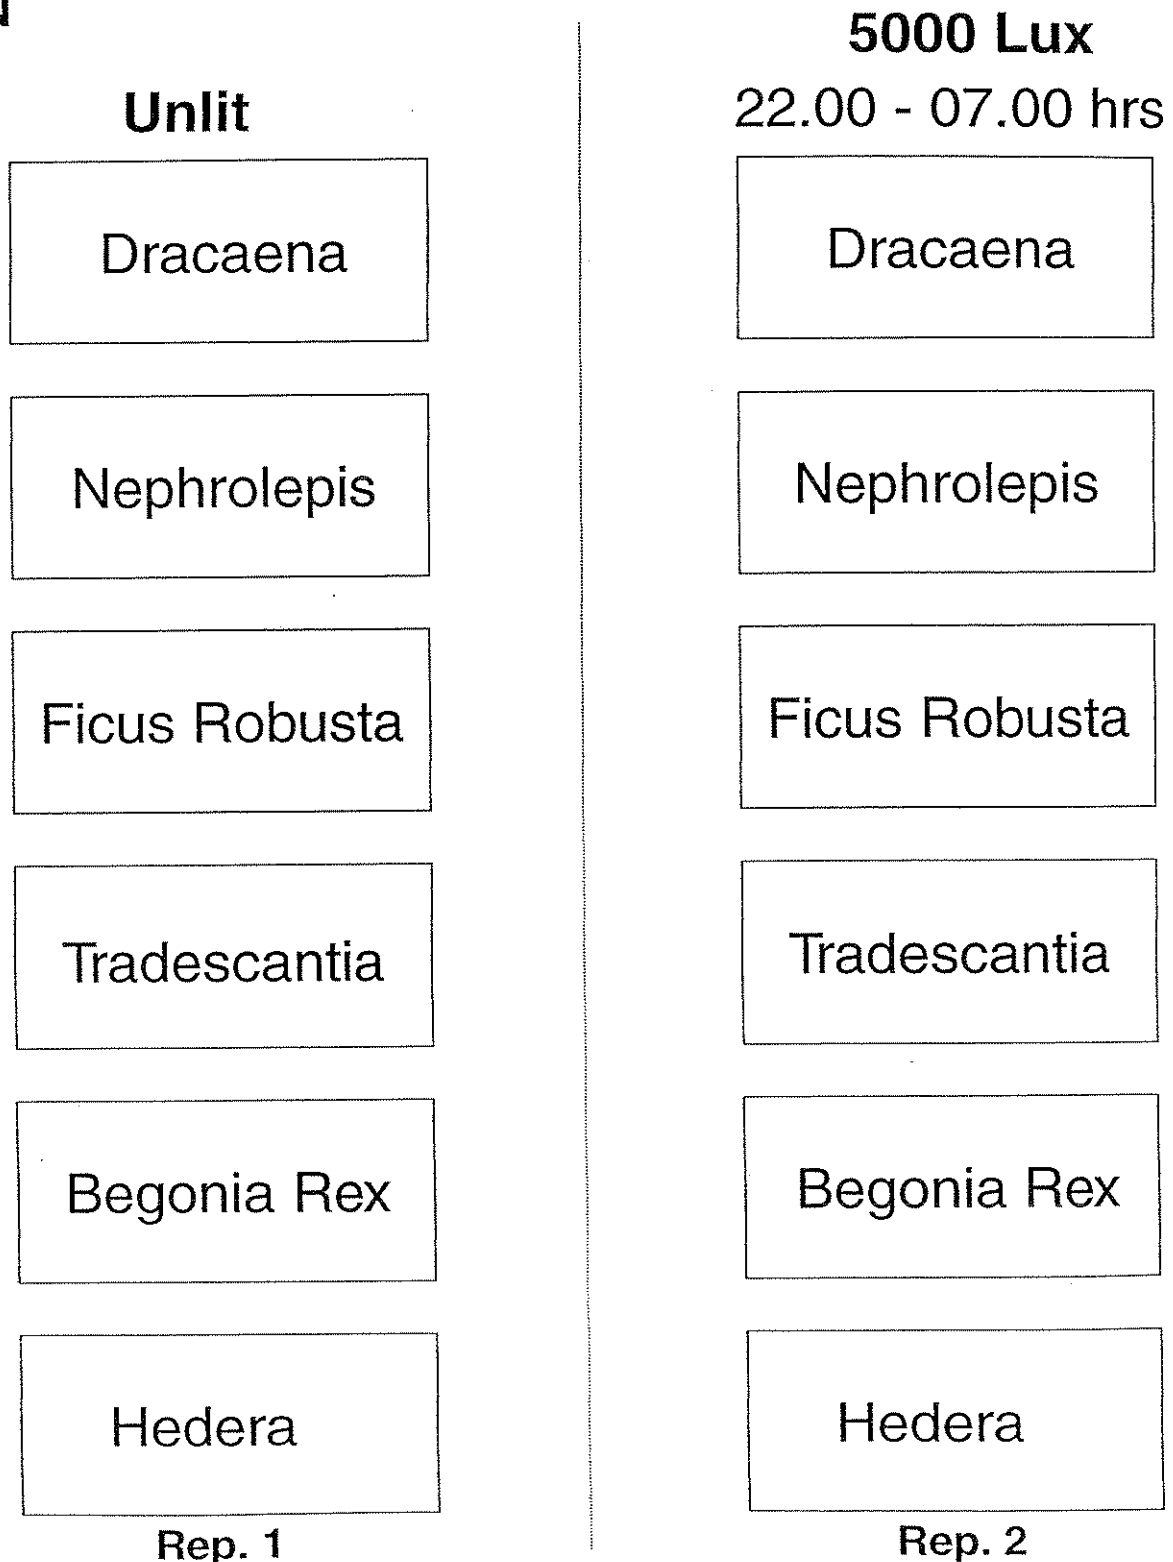 Unlit
Dracaena
Nephrolepis
Ficus Robusta
Tradescantia
Begonia Rex
Hedera
Rep. 1
5000 Lux
22.00 - 07.00 hrs
Dracaena
Nephrolepis
Ficus Robusta
Tradescantia
Begonia Rex
Hedera
Rep. 2